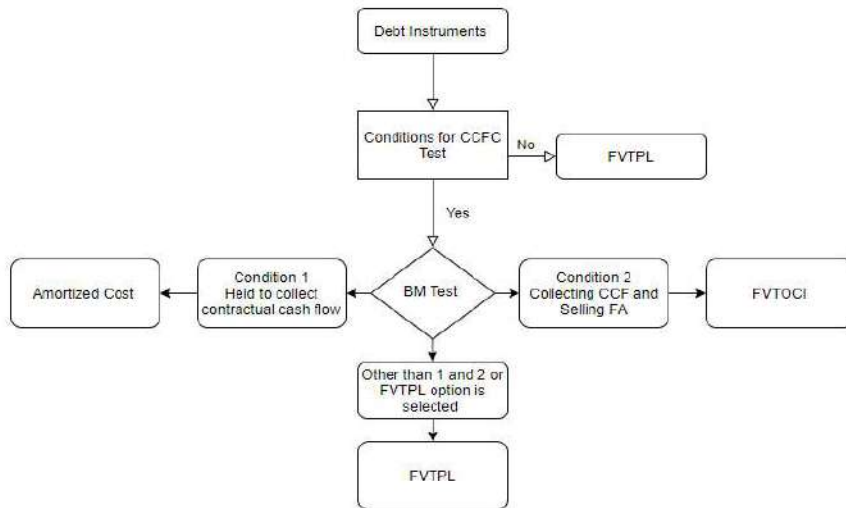 Debt Instruments
Conditions for CCFC
Test
No
FVTPL
Yes
Amortized Cost
Condition 1
Held to collect
contractual cash flow
BM Test
Condition 2
Collecting CCF and
Selling FA
FVTOCI
Other than 1 and 2 or
FVTPL option is
selected
FVTPL